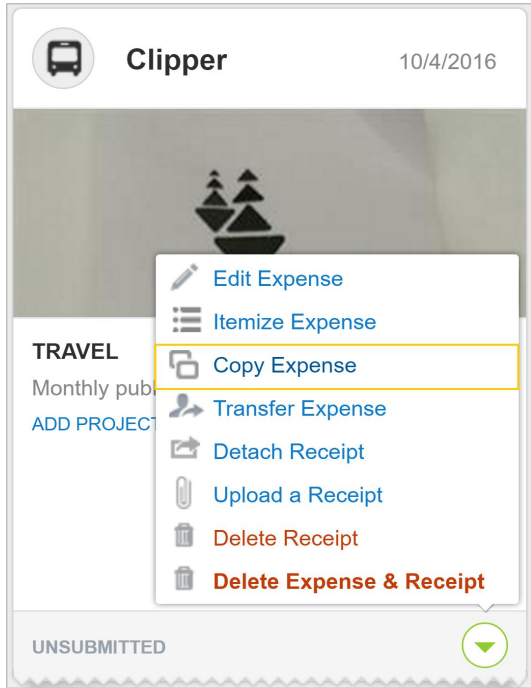 Clipper
10/4/2016
Edit Expense
Itemize Expense
TRAVEL
Copy Expense
Monthly
Transfer Expense
ADD PROJECT
Detach Receipt
Upload a Receipt
Delete Receipt
Delete Expense & Receipt
UNSUBMITTED